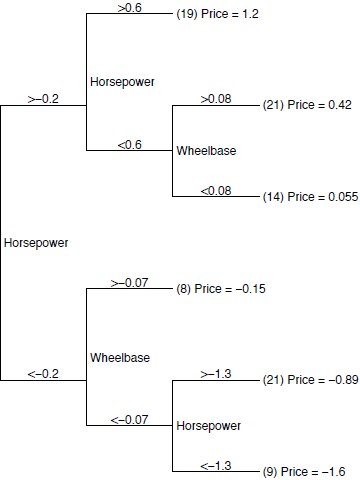 >0.6
(19) Price = 1.2
Horsepower
>−0.2
>0.08
(21) Price = 0.42
<0.6
Wheelbase
<0.08
(14) Price = 0.055
Horsepower
>−0.07
(8) Price = −0.15
Wheelbase
<−0.2
>−1.3
(21) Price = −0.89
<−0.07
Horsepower
<−1.3
(9) Price = −1.6